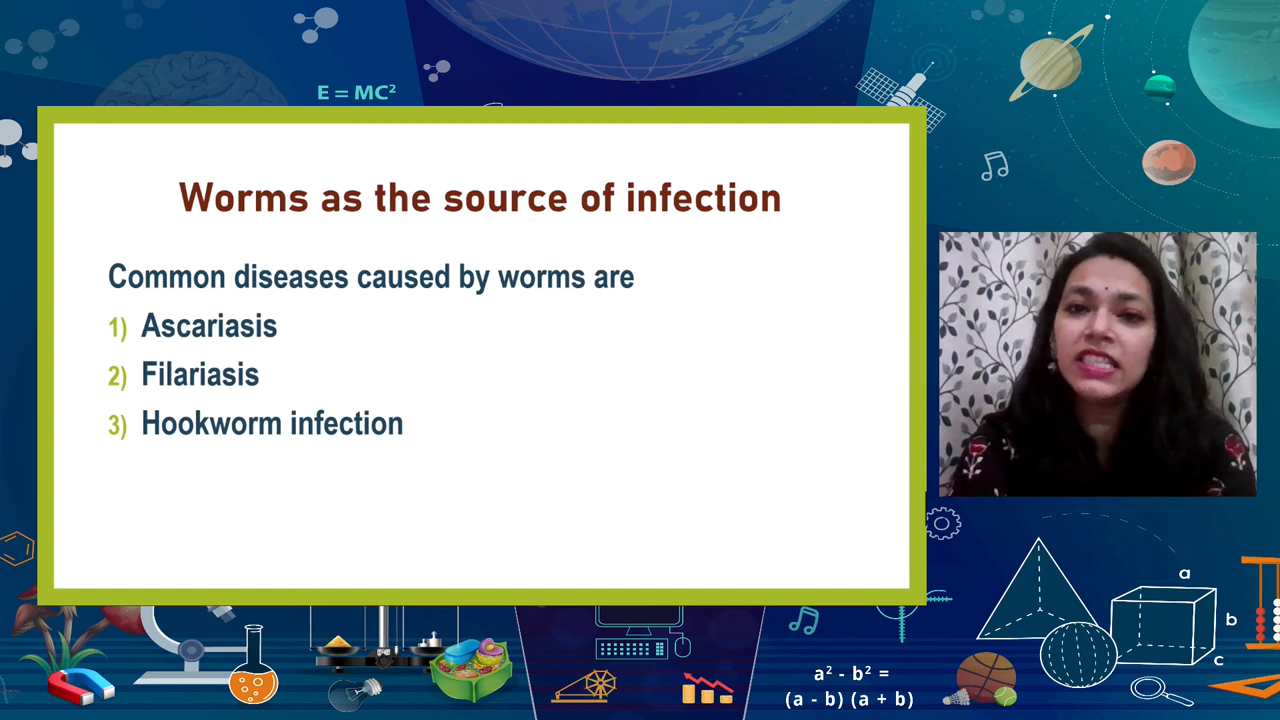 E = MC²
Worms as the source of infection
Common diseases caused by worms are
1) Ascariasis
2) Filariasis
3) Hookworm infection
a
b
c
a² - b² =
(a - b) (a + b)